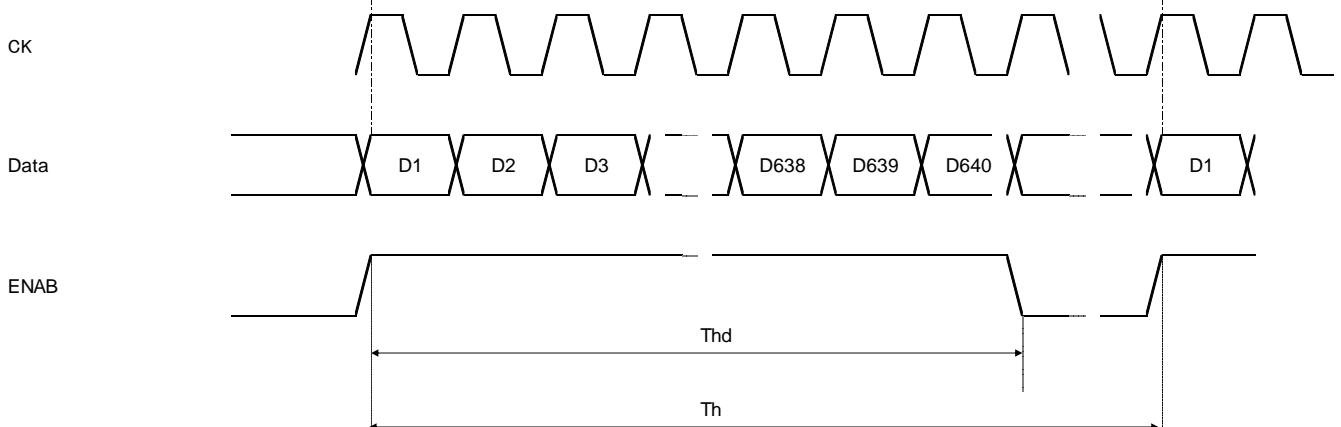 CK
Data
D1 D2 D3 D638 D639 D640 D1
ENAB
Thd
Th